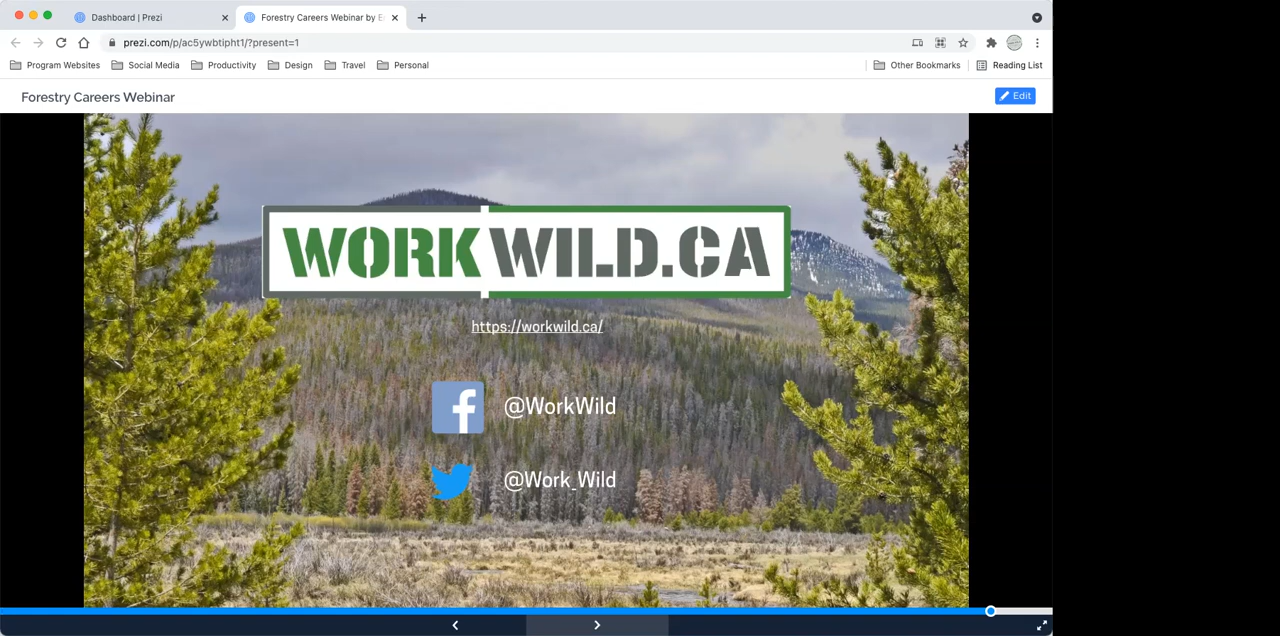 Dashboard | Prezi
Forestry Careers Webinar by E
prezi.com/p/ac5ywbtipht1/?present=1
Program Websites
Social Media
Productivity
Design
Travel
Personal
Other Bookmarks
Reading List
Forestry Careers Webinar
Edit
WORKWILD.CA
https://workwild.ca/
@WorkWild
@Work_Wild